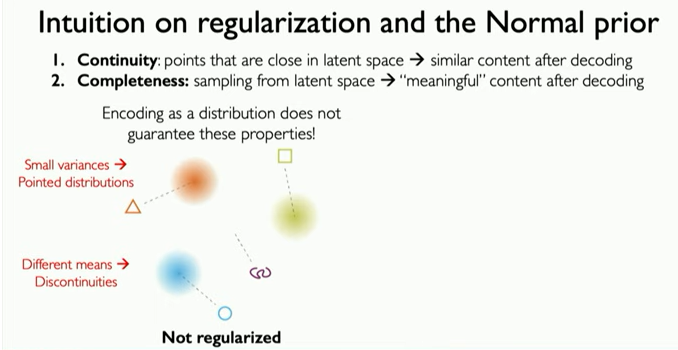 Intuition on regularization and the Normal prior
1. Continuity: points that are close in latent space → similar content after decoding
2. Completeness: sampling from latent space → "meaningful" content after decoding
Encoding as a distribution does not
guarantee these properties!
Small variances →
Pointed distributions
Different means →
Discontinuities
Not regularized